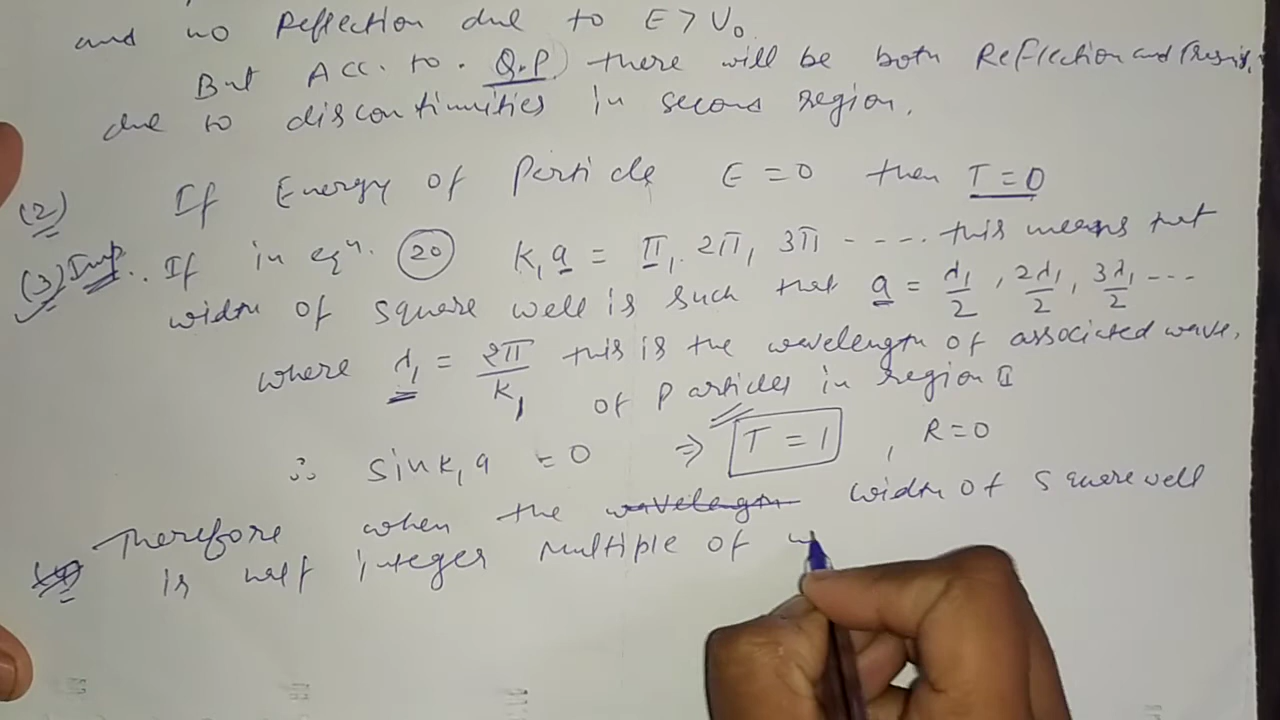 and no Reflection due to E > V₀.
But Acc. to. Q.P) there will be both Reflection and
due to discontinuities in second region.
(2) If Energy of Particle E = 0 then T = 0
(3) Imp.. If in eqⁿ. (20) k₁a = π, 2π, 3π ---- this means that
width of square well is such that a = λ₁/2, 2λ₁/2, 3λ₁/2 ---
where λ₁ = 2π/k₁ this is the wavelength of associated wave,
of Particles in region II
∴ sin k₁a = 0 ⇒ T = 1, R = 0
Therefore when the wavelength width of square well
is half integer multiple of w